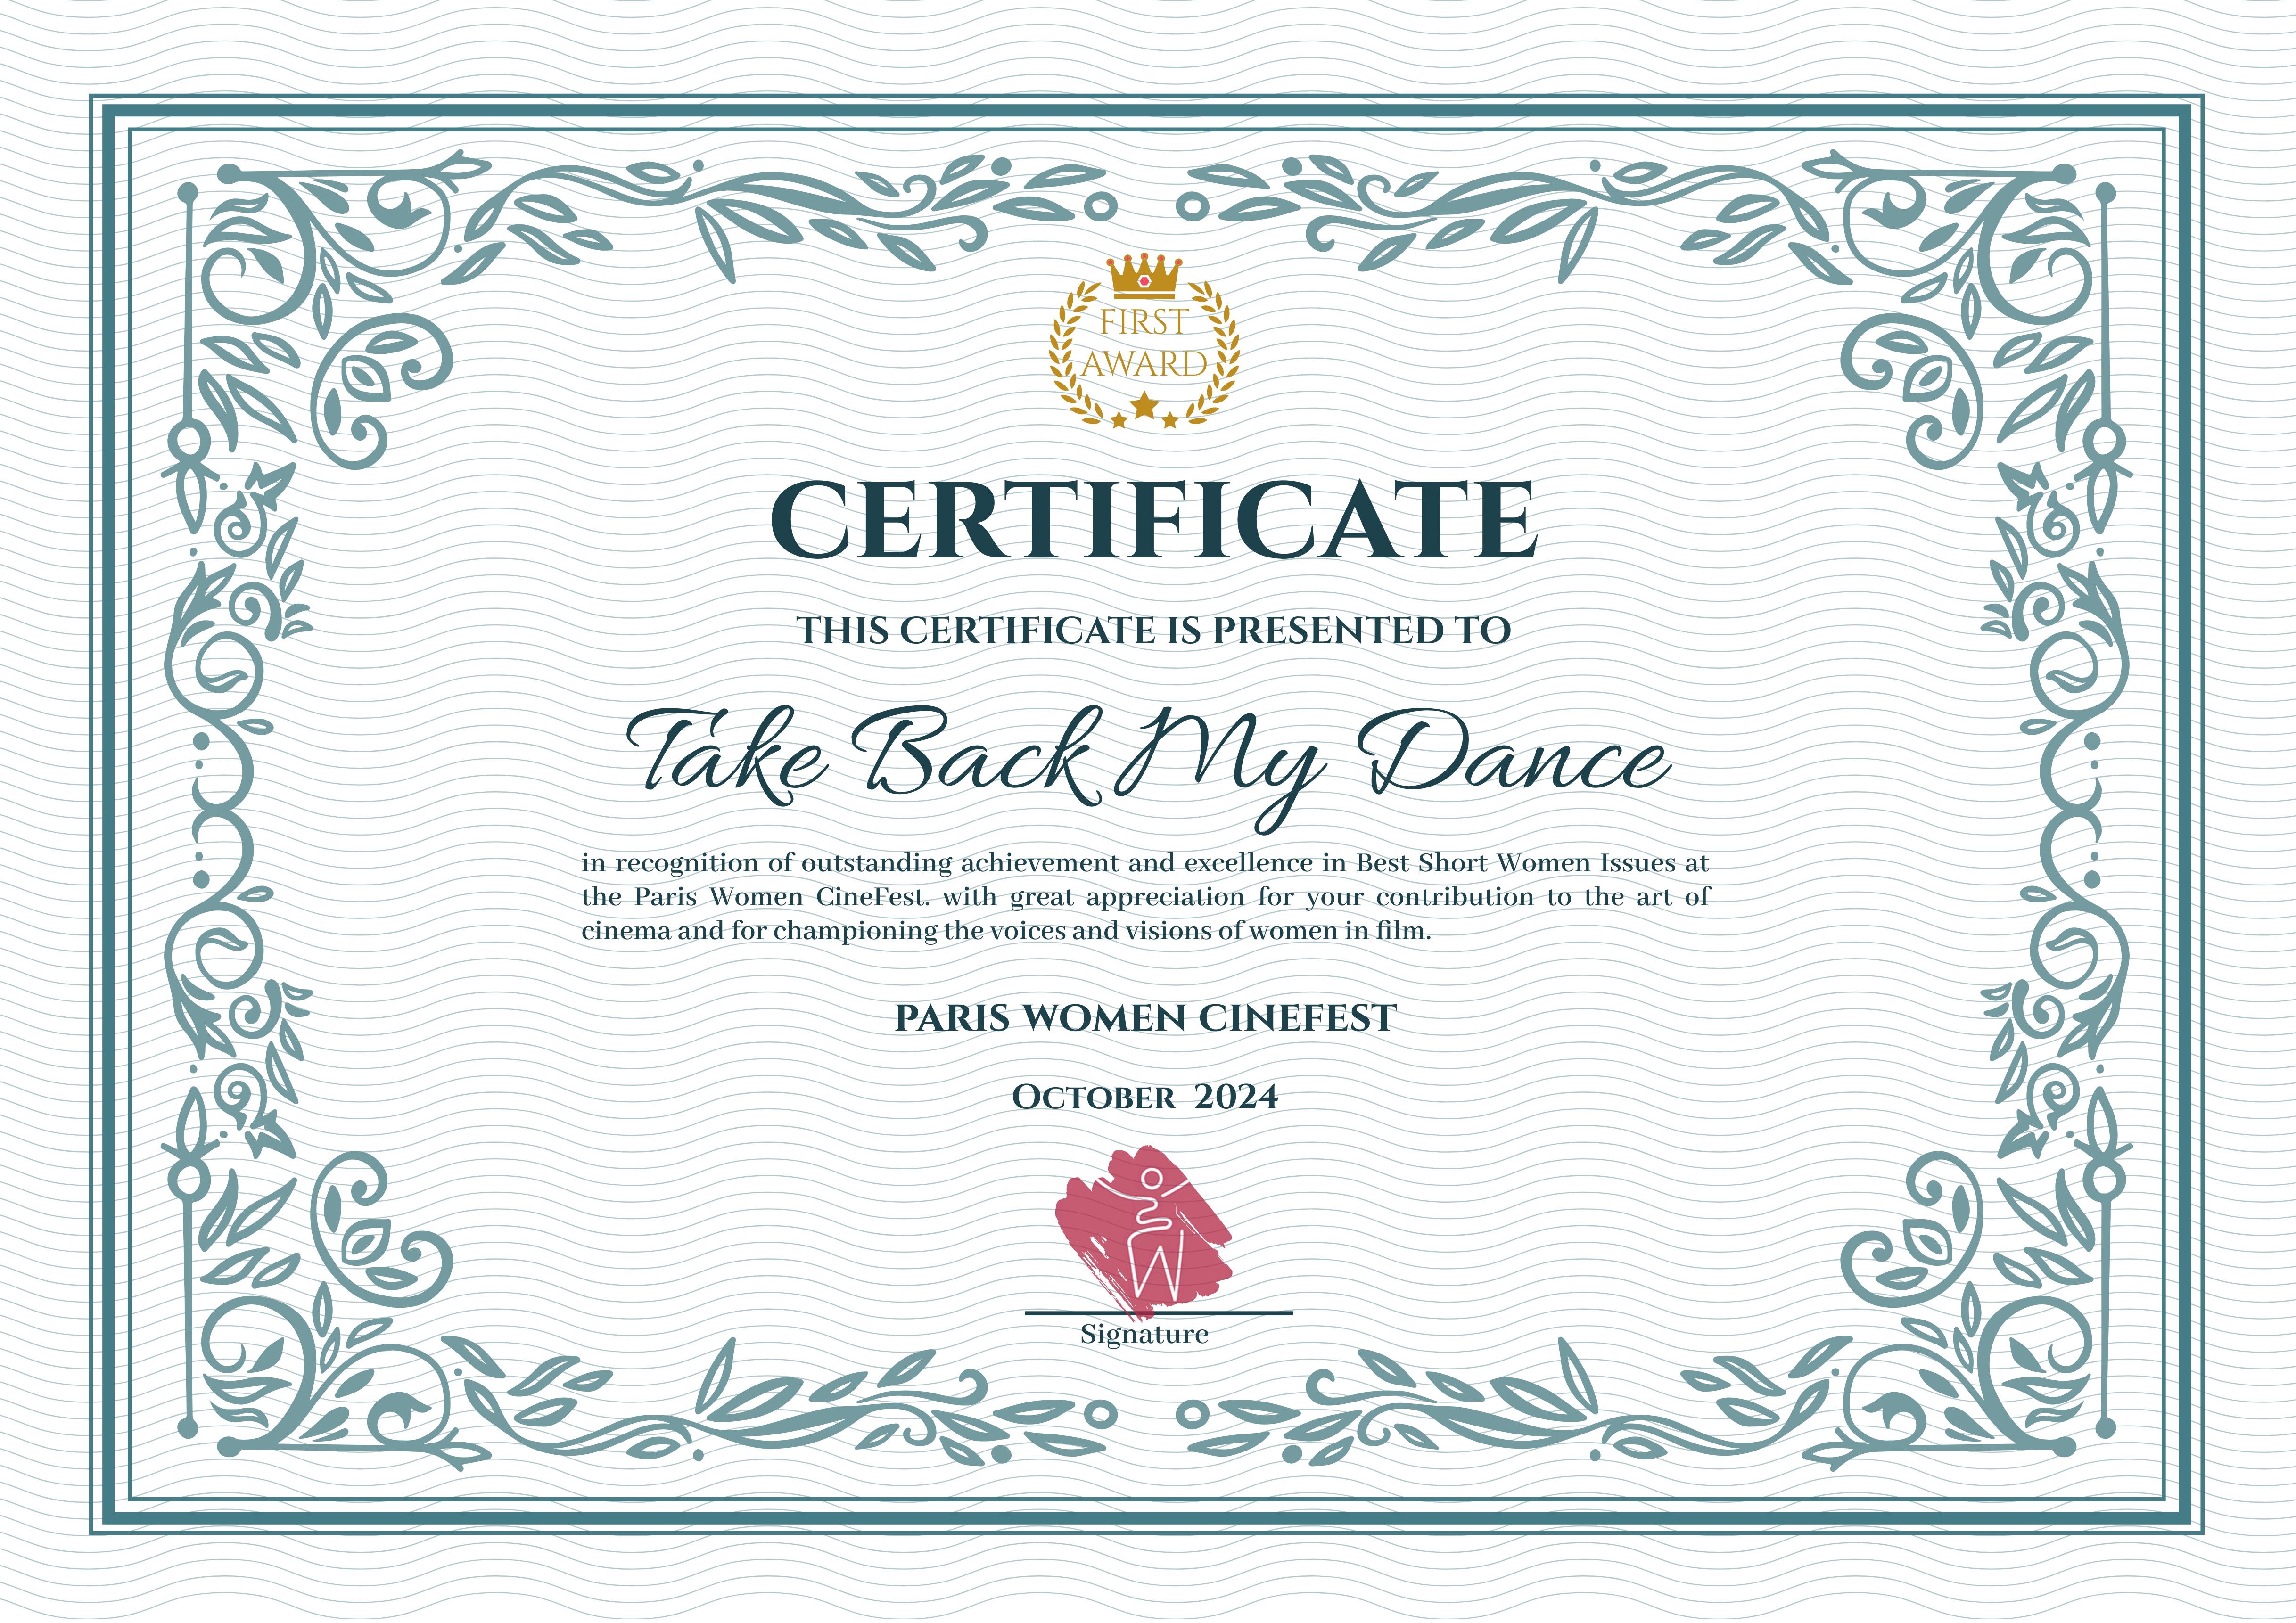 FIRST
AWARD
CERTIFICATE
THIS CERTIFICATE IS PRESENTED TO
Take Back My Dance
in recognition of outstanding achievement and excellence in Best Short Women Issues at
the Paris Women CineFest. with great appreciation for your contribution to the art of
cinema and for championing the voices and visions of women in film.
PARIS WOMEN CINEFEST
October 2024
Signature